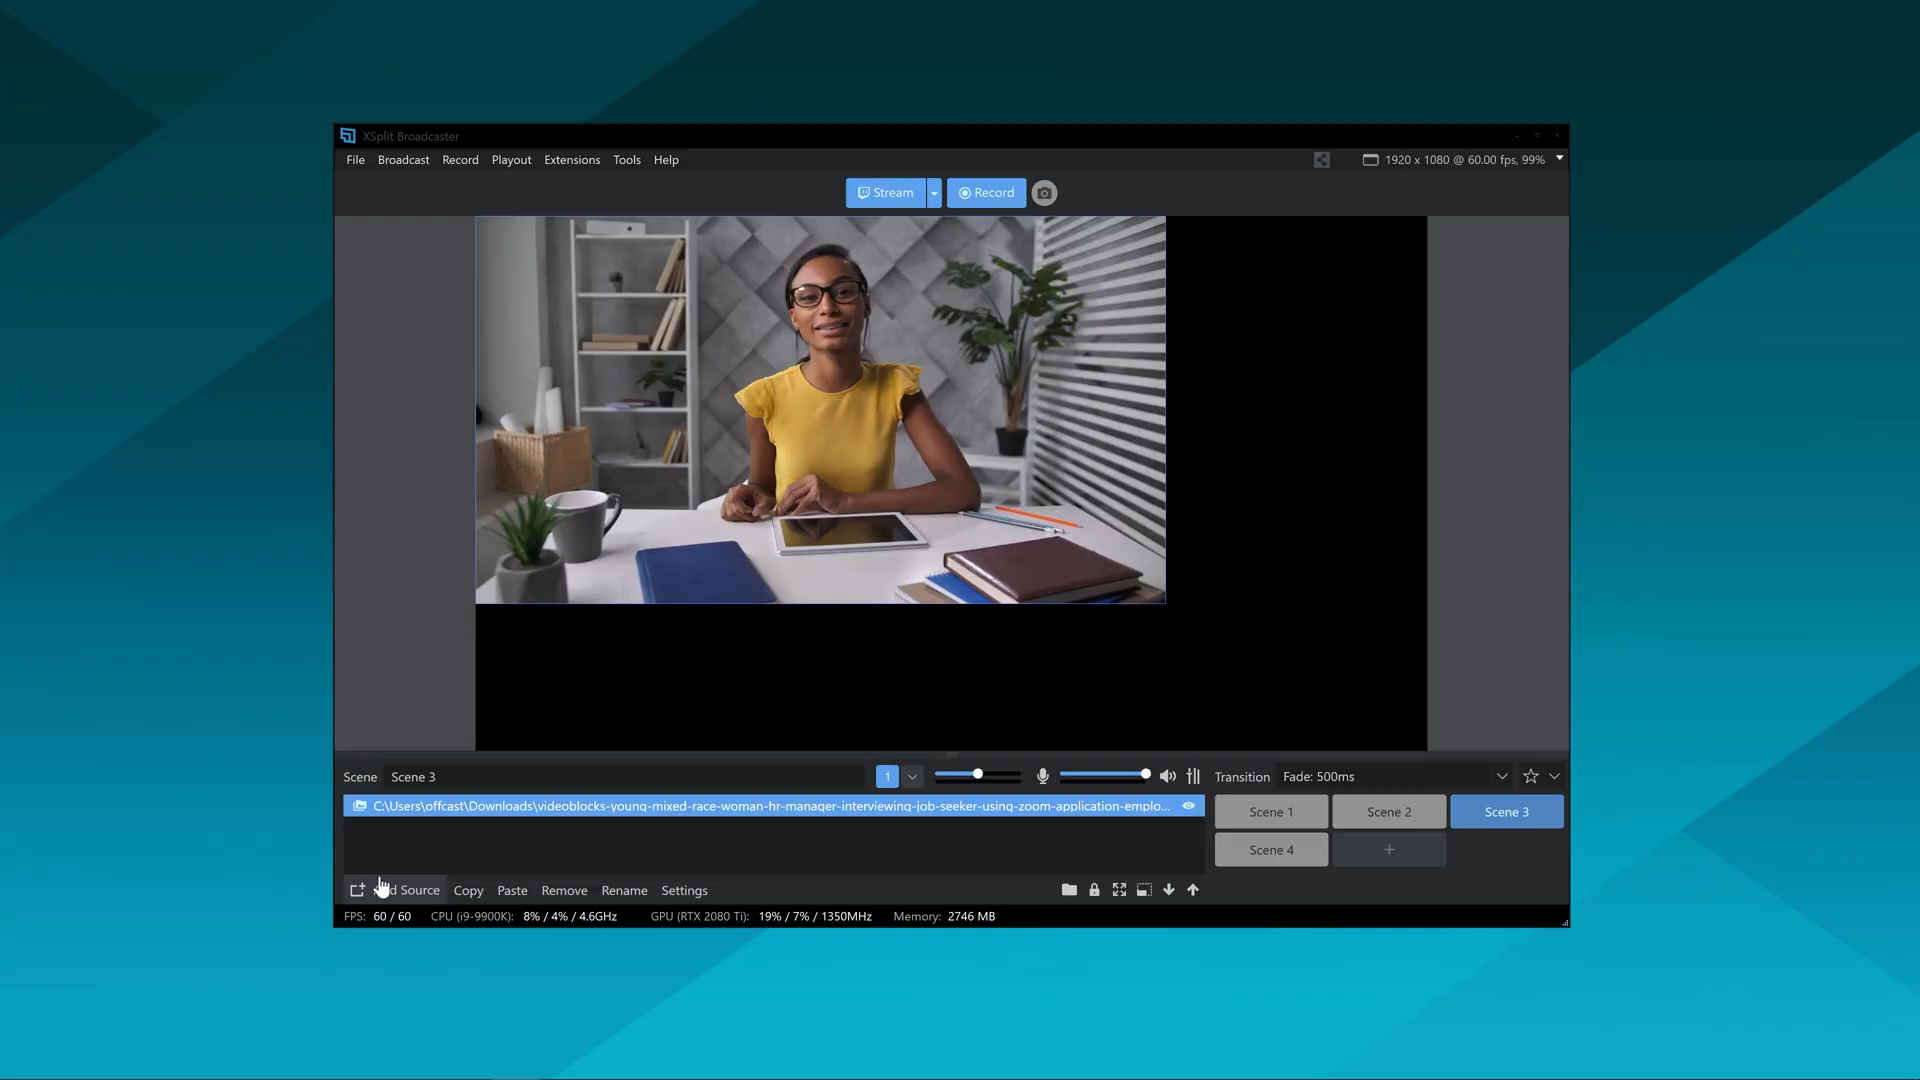 XSplit Broadcaster
File Broadcast Record Playout Extensions Tools Help 1920 x 1080 @ 60.00 fps, 99%
Stream Record
Scene Scene 3 1 Transition Fade: 500ms
C:\Users\offcast\Downloads\videoblocks-young-mixed-race-woman-hr-manager-interviewing-job-seeker-using-zoom-application-emplo...
Scene 1 Scene 2 Scene 3
Scene 4 +
Source Copy Paste Remove Rename Settings
FPS: 60 / 60 CPU (i9-9900K): 8% / 4% / 4.6GHz GPU (RTX 2080 Ti): 19% / 7% / 1350MHz Memory: 2746 MB